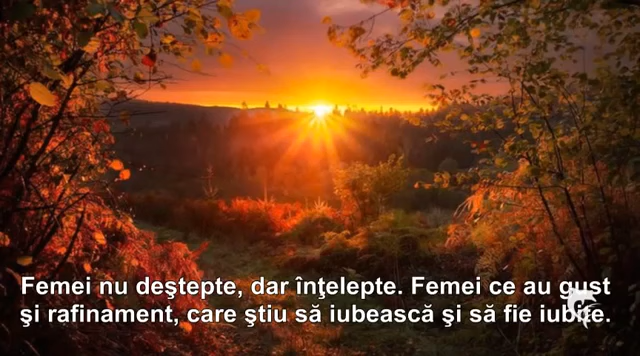 Femei nu deştepte, dar înţelepte. Femei ce au gust
şi rafinament, care ştiu să iubească şi să fie iubite.